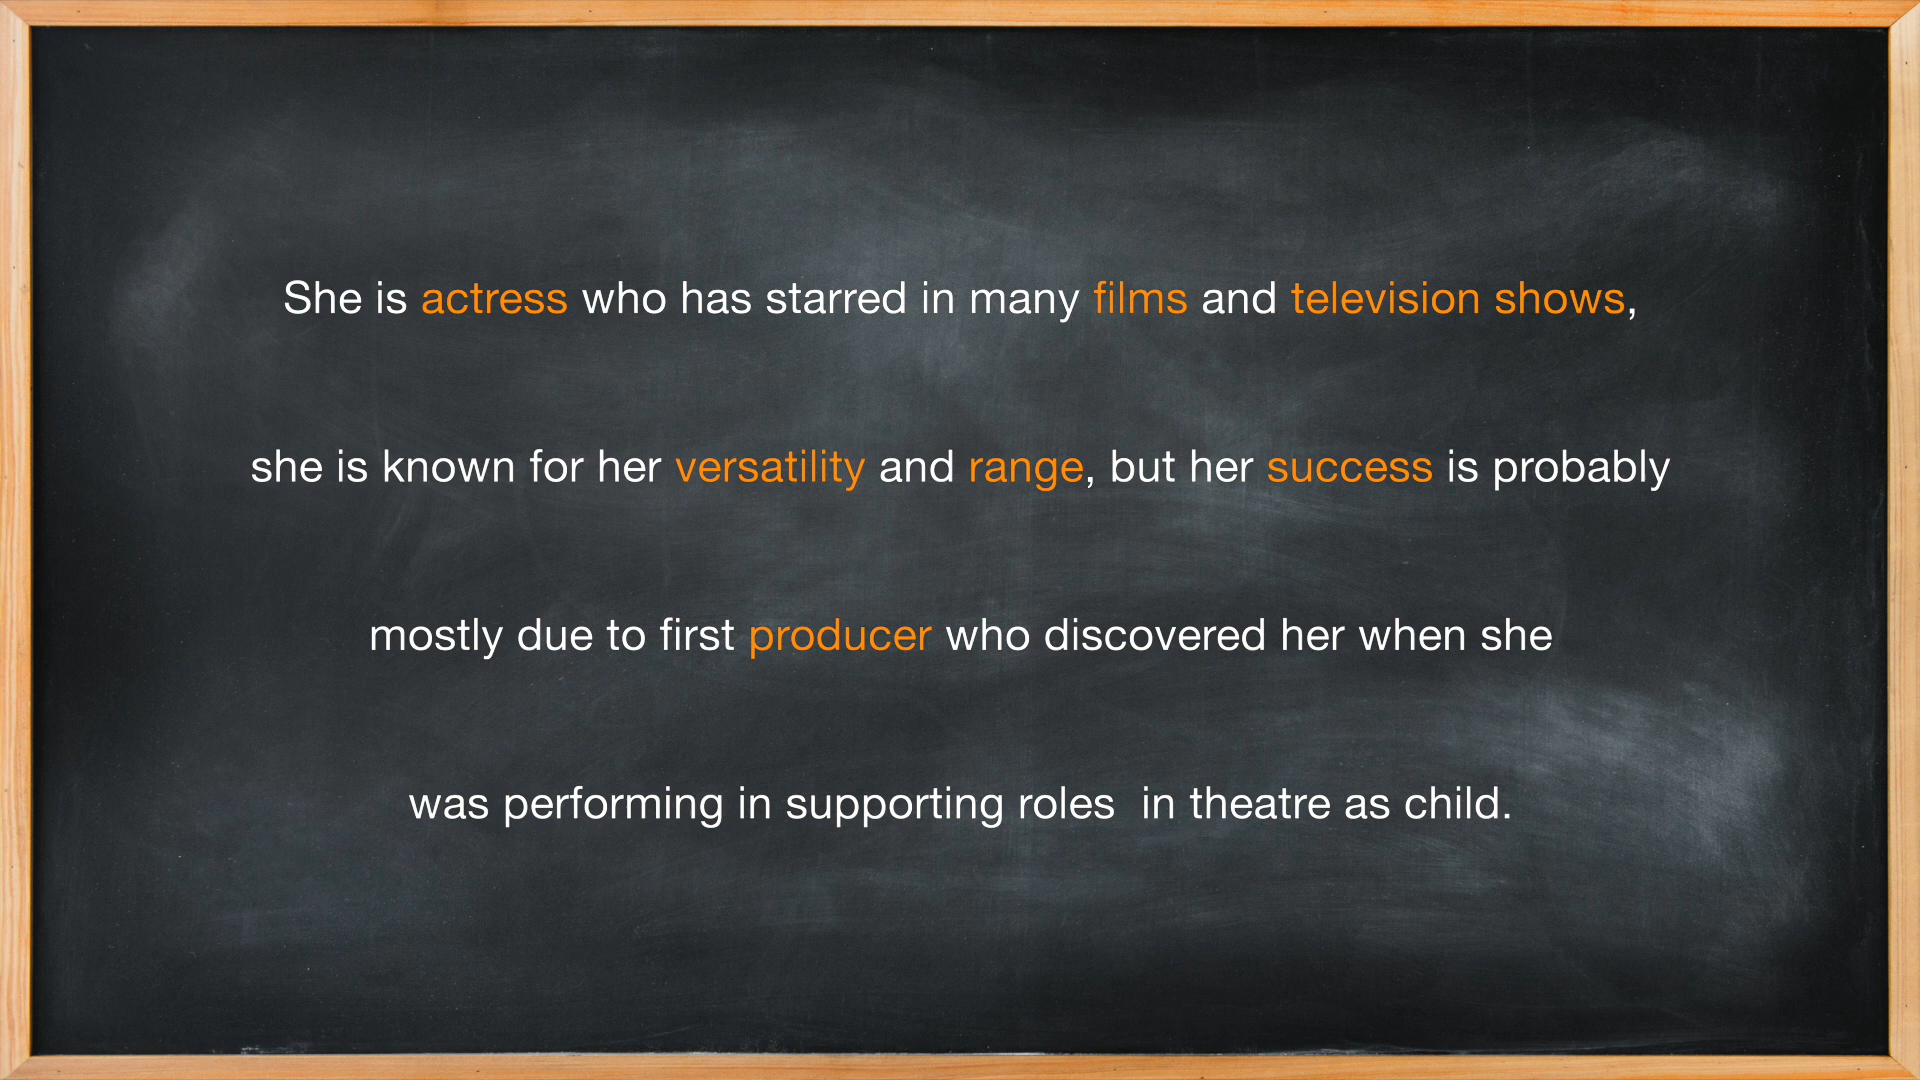 She is actress who has starred in many films and television shows,
she is known for her versatility and range, but her success is probably
mostly due to first producer who discovered her when she
was performing in supporting roles  in theatre as child.